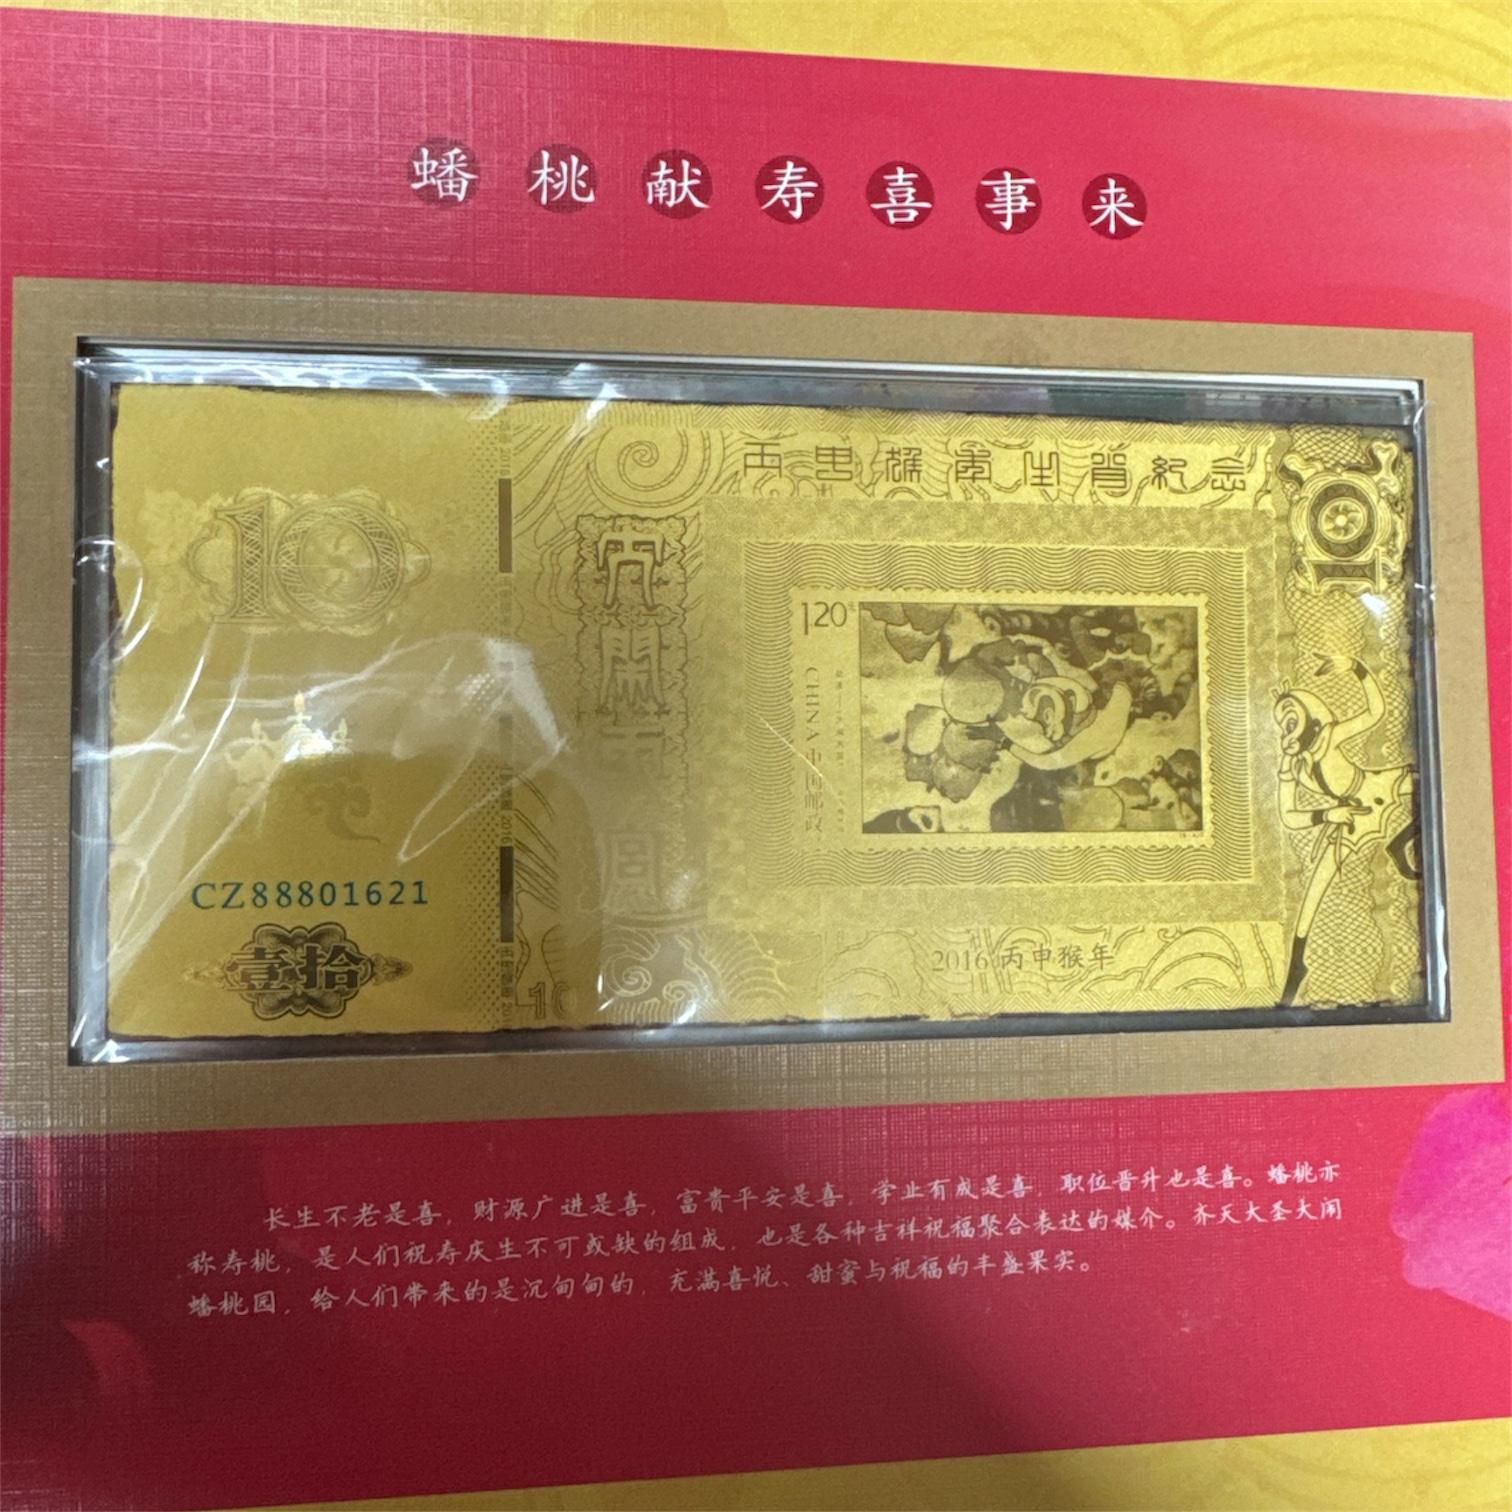 蟠桃献寿喜事来
丙申猴年生肖纪念
10
10
1.20
CHINA 中国邮政
CZ88801621
壹拾
2016 丙申猴年
10
长生不老是喜，财源广进是喜，富贵平安是喜，学业有成是喜，职位晋升也是喜。蟠桃亦
称寿桃，是人们祝寿庆生不可或缺的组成，也是各种吉祥祝福聚合表达的媒介。齐天大圣大闹
蟠桃园，给人们带来的是沉甸甸的，充满喜悦、甜蜜与祝福的丰盛果实。